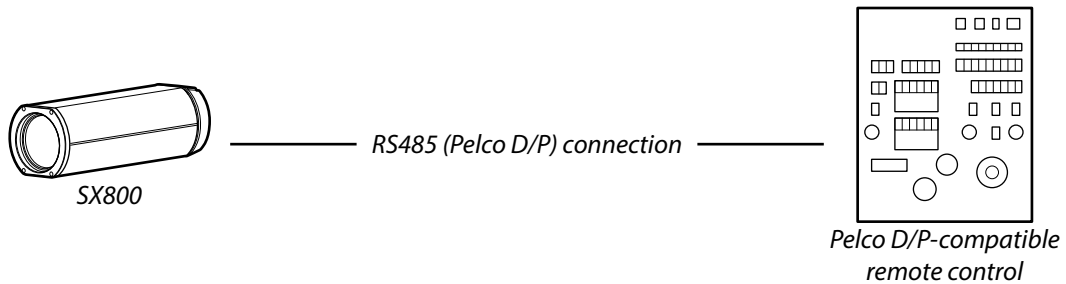 SX800
RS485 (Pelco D/P) connection
Pelco D/P-compatible
remote control